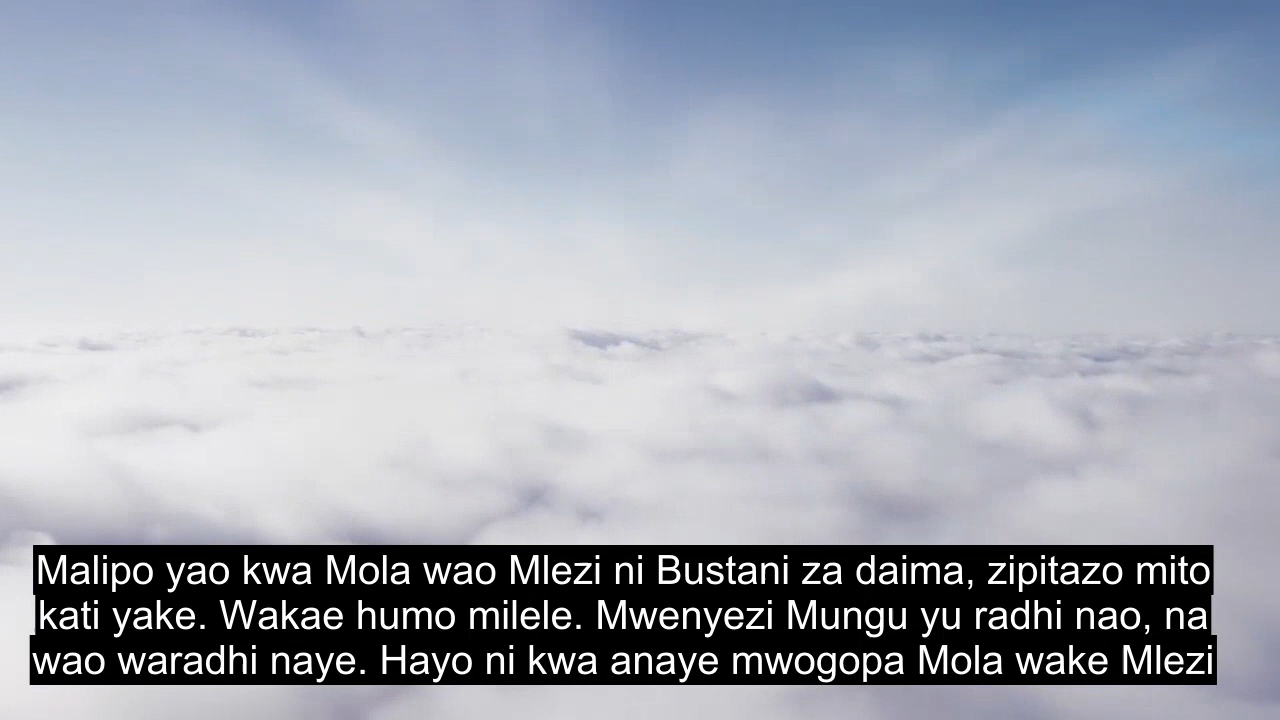 Malipo yao kwa Mola wao Mlezi ni Bustani za daima, zipitazo mito
kati yake. Wakae humo milele. Mwenyezi Mungu yu radhi nao, na
wao waradhi naye. Hayo ni kwa anaye mwogopa Mola wake Mlezi